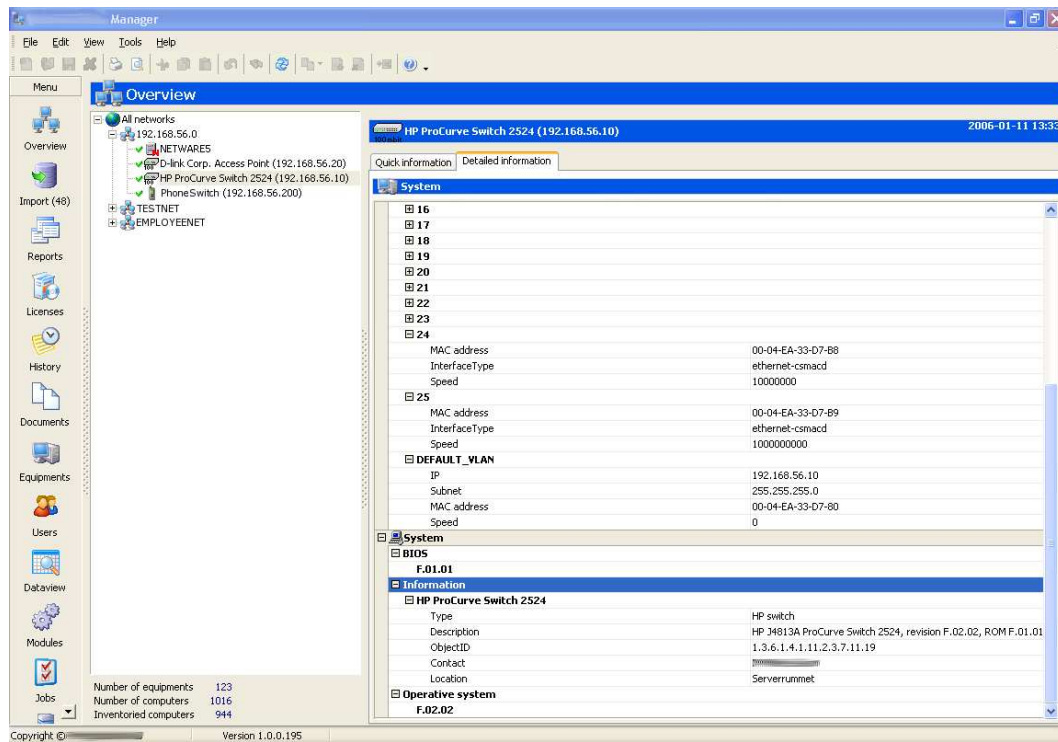 Manager
File Edit View Tools Help
Menu
Overview
Import (48)
Reports
Licenses
History
Documents
Equipments
Users
Dataview
Modules
Jobs
Overview
All networks
192.168.56.0
NETWARE5
D-link Corp. Access Point (192.168.56.20)
HP ProCurve Switch 2524 (192.168.56.10)
PhoneSwitch (192.168.56.200)
TESTNET
EMPLOYEENET
Number of equipments 123
Number of computers 1016
Inventoried computers 944
HP ProCurve Switch 2524 (192.168.56.10) 2006-01-11 13:33
Quick information Detailed information
System
16
17
18
19
20
21
22
23
24
MAC address 00-04-EA-33-D7-B8
InterfaceType ethernet-csmacd
Speed 10000000
25
MAC address 00-04-EA-33-D7-B9
InterfaceType ethernet-csmacd
Speed 1000000000
DEFAULT_VLAN
IP 192.168.56.10
Subnet 255.255.255.0
MAC address 00-04-EA-33-D7-80
Speed 0
System
BIOS
F.01.01
Information
HP ProCurve Switch 2524
Type HP switch
Description HP J4813A ProCurve Switch 2524, revision F.02.02, ROM F.01.01
ObjectID 1.3.6.1.4.1.11.2.3.7.11.19
Contact
Location Serverrummet
Operative system
F.02.02
Copyright © Version 1.0.0.195